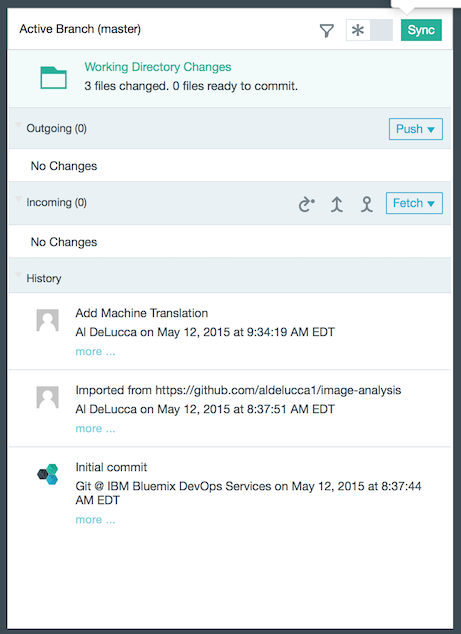 Active Branch (master)
Sync
Working Directory Changes
3 files changed. 0 files ready to commit.
Outgoing (0)
Push
No Changes
Incoming (0)
Fetch
No Changes
History
Add Machine Translation
Al DeLucca on May 12, 2015 at 9:34:19 AM EDT
more ...
Imported from https://github.com/aldelucca1/image-analysis
Al DeLucca on May 12, 2015 at 8:37:51 AM EDT
more ...
Initial commit
Git @ IBM Bluemix DevOps Services on May 12, 2015 at 8:37:44
AM EDT
more ...